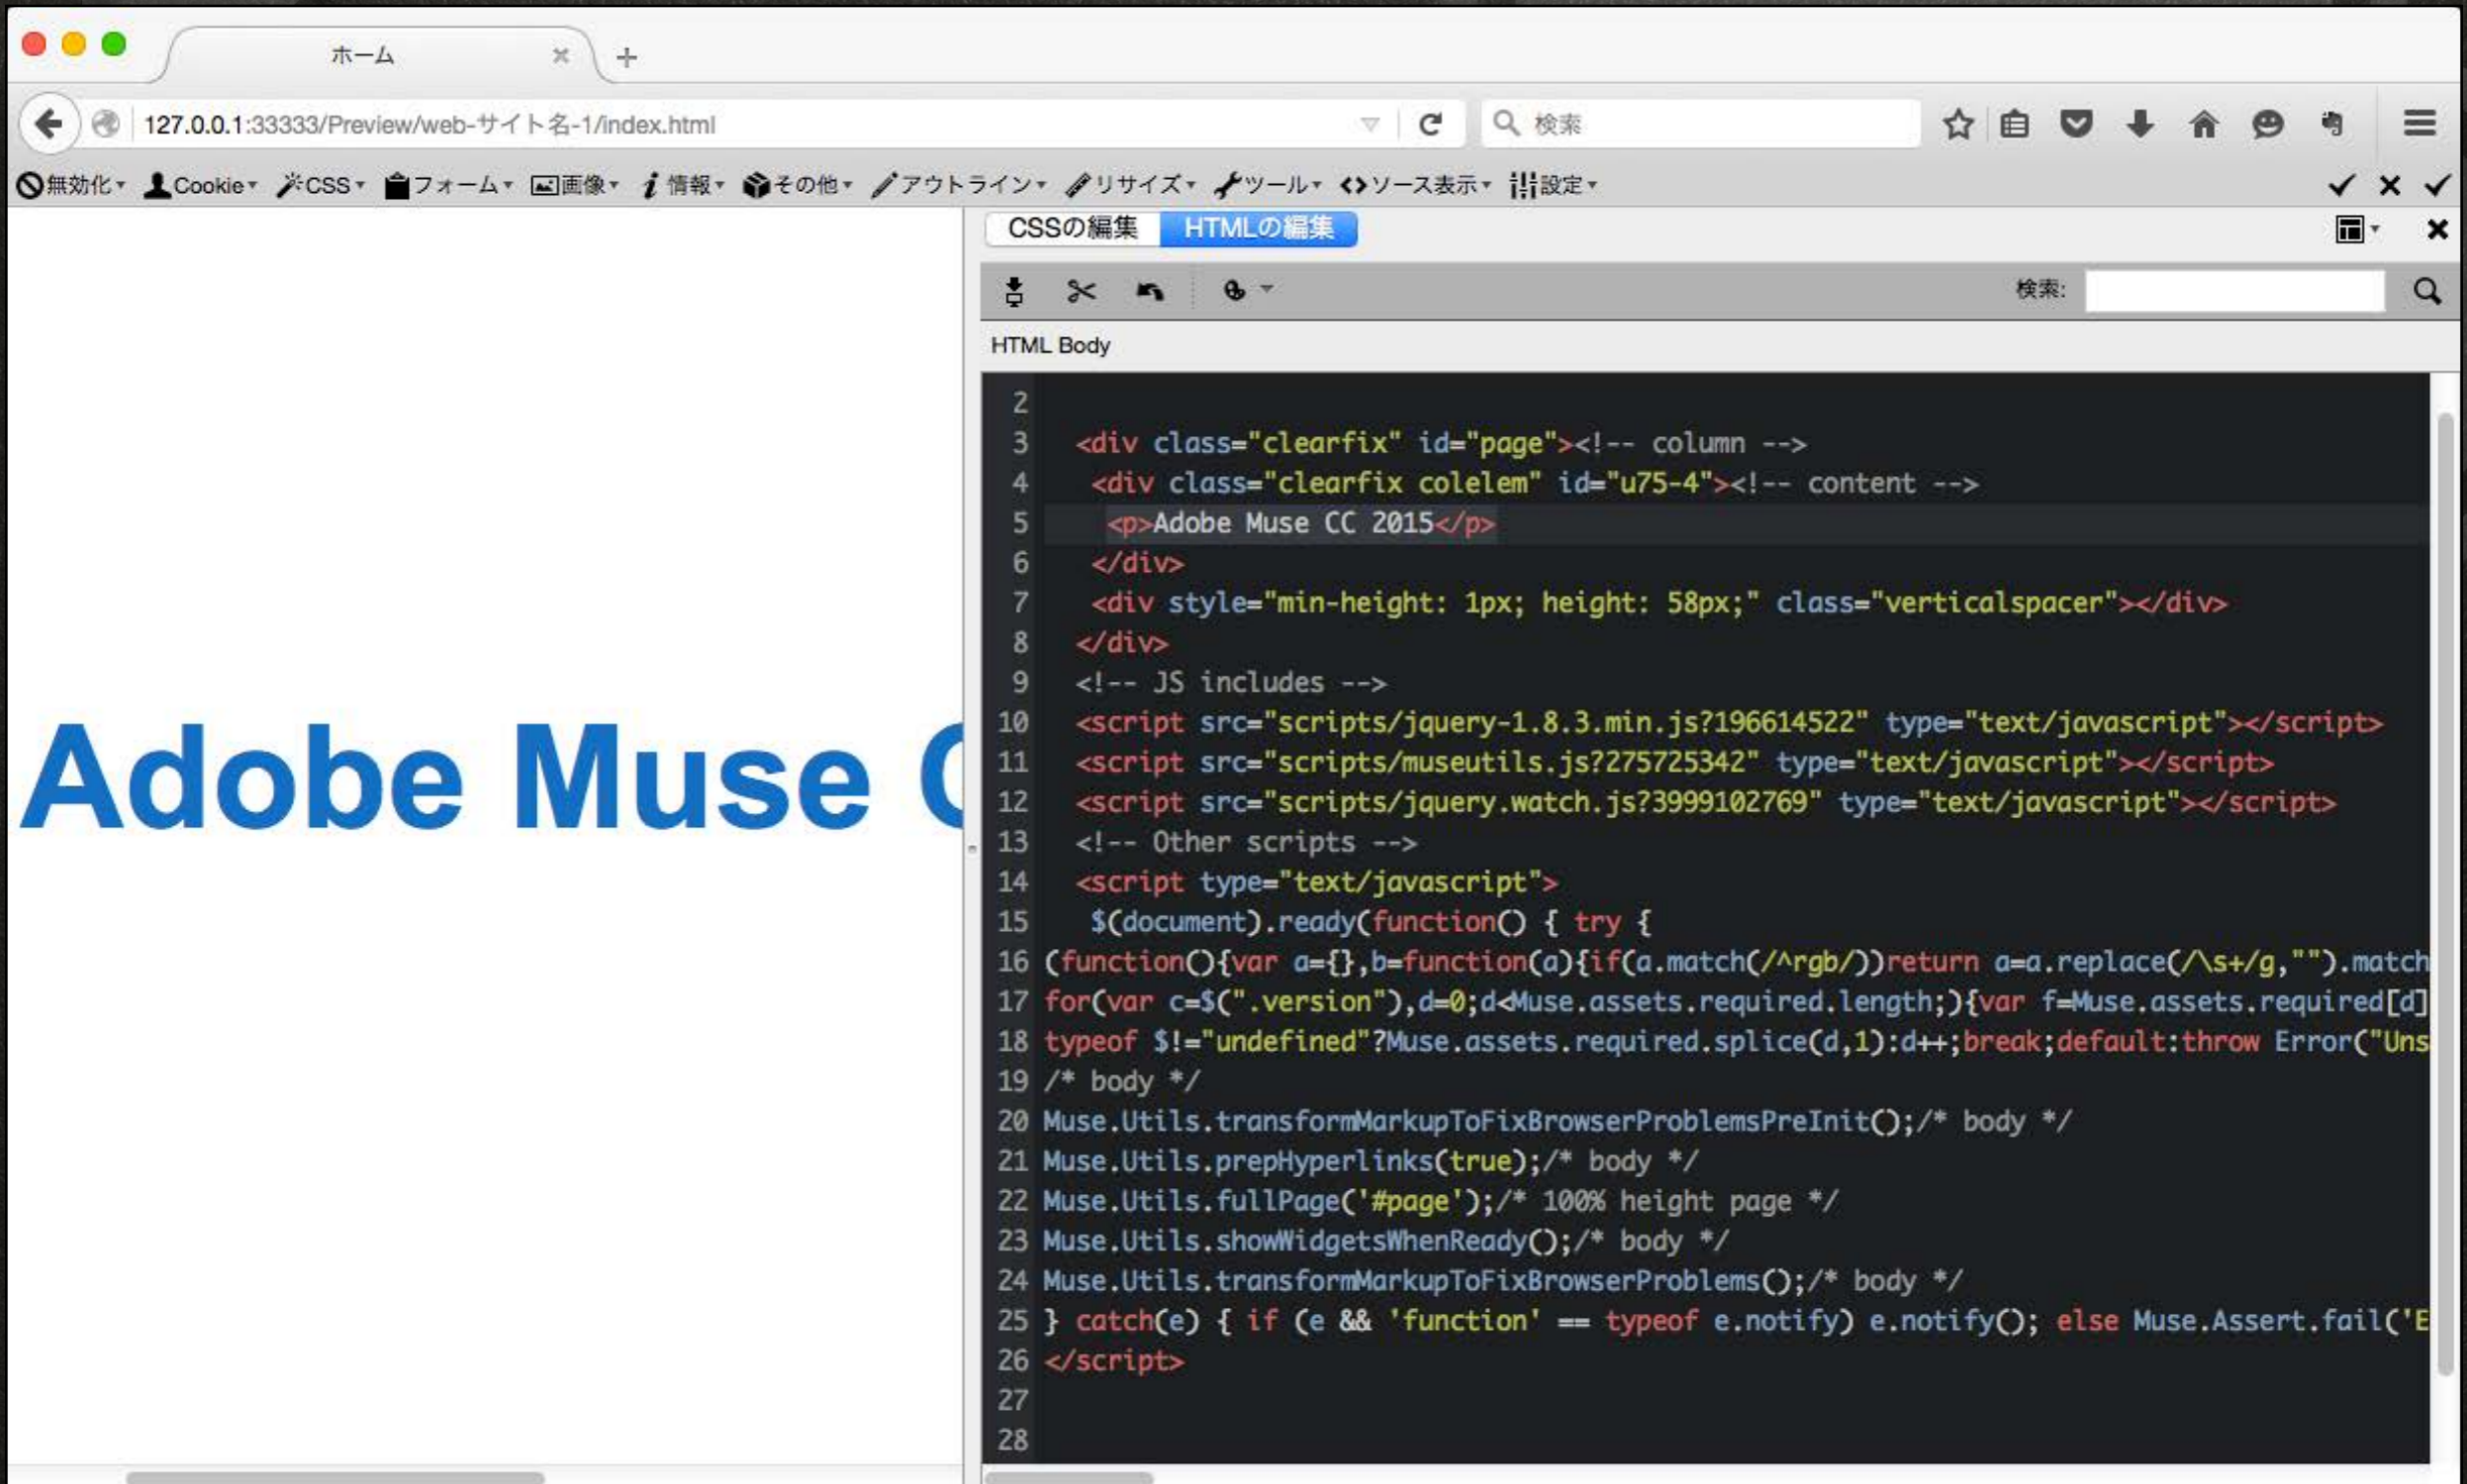 ホーム
127.0.0.1:33333/Preview/web-サイト名-1/index.html
検索
無効化 Cookie CSS フォーム 画像 情報 その他 アウトライン リサイズ ツール ソース表示 設定
CSSの編集 HTMLの編集
検索:
HTML Body
Adobe Muse C
2
3 <div class="clearfix" id="page"><!-- column -->
4 <div class="clearfix colelem" id="u75-4"><!-- content -->
5 <p>Adobe Muse CC 2015</p>
6 </div>
7 <div style="min-height: 1px; height: 58px;" class="verticalspacer"></div>
8 </div>
9 <!-- JS includes -->
10 <script src="scripts/jquery-1.8.3.min.js?196614522" type="text/javascript"></script>
11 <script src="scripts/museutils.js?275725342" type="text/javascript"></script>
12 <script src="scripts/jquery.watch.js?3999102769" type="text/javascript"></script>
13 <!-- Other scripts -->
14 <script type="text/javascript">
15 $(document).ready(function() { try {
16 (function(){var a={},b=function(a){if(a.match(/^rgb/))return a=a.replace(/\s+/g,"").match
17 for(var c=$(".version"),d=0;d<Muse.assets.required.length;){var f=Muse.assets.required[d]
18 typeof $!="undefined"?Muse.assets.required.splice(d,1):d++;break;default:throw Error("Uns
19 /* body */
20 Muse.Utils.transformMarkupToFixBrowserProblemsPreInit();/* body */
21 Muse.Utils.prepHyperlinks(true);/* body */
22 Muse.Utils.fullPage('#page');/* 100% height page */
23 Muse.Utils.showWidgetsWhenReady();/* body */
24 Muse.Utils.transformMarkupToFixBrowserProblems();/* body */
25 } catch(e) { if (e && 'function' == typeof e.notify) e.notify(); else Muse.Assert.fail('E
26 </script>
27
28